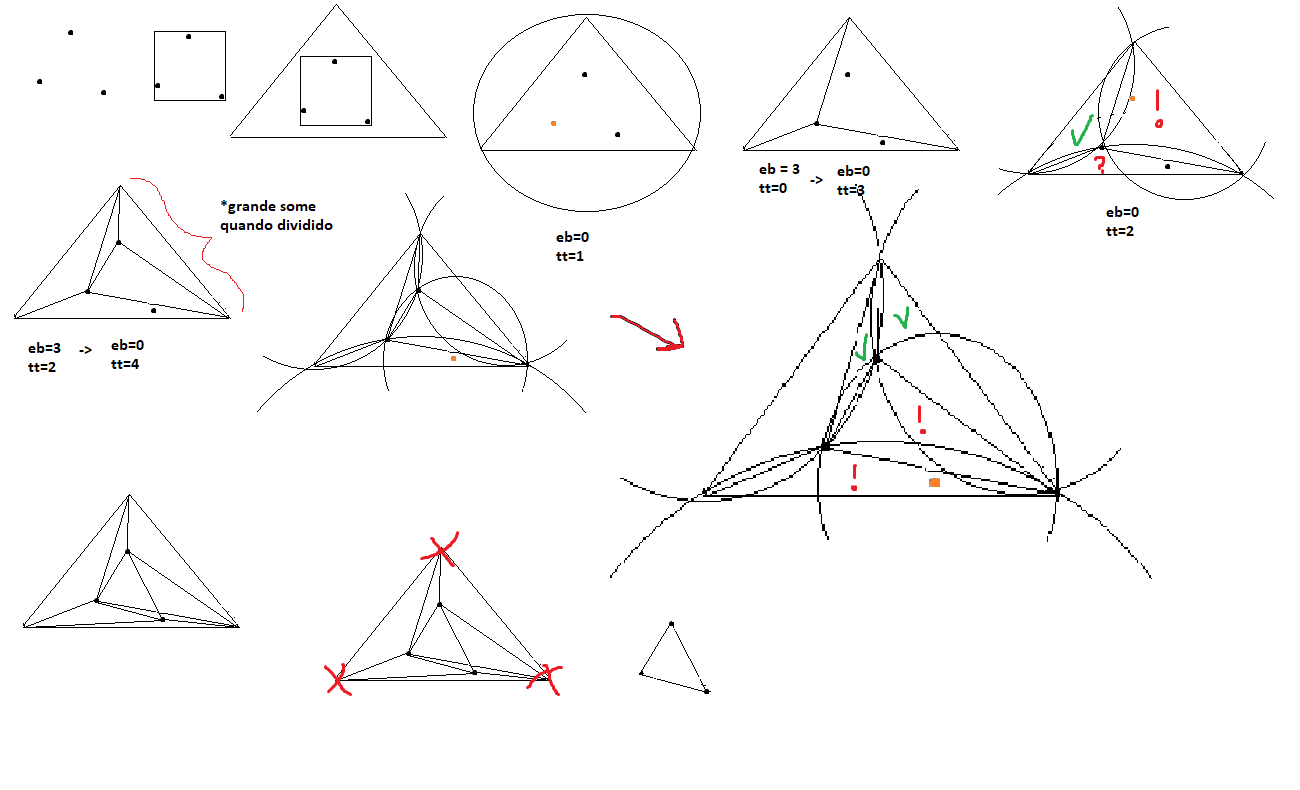 eb = 3
tt=0
->
eb=0
tt=3
!
?
eb=0
tt=2
*grande some
quando dividido
eb=0
tt=1
eb=3
tt=2
->
eb=0
tt=4
!
!